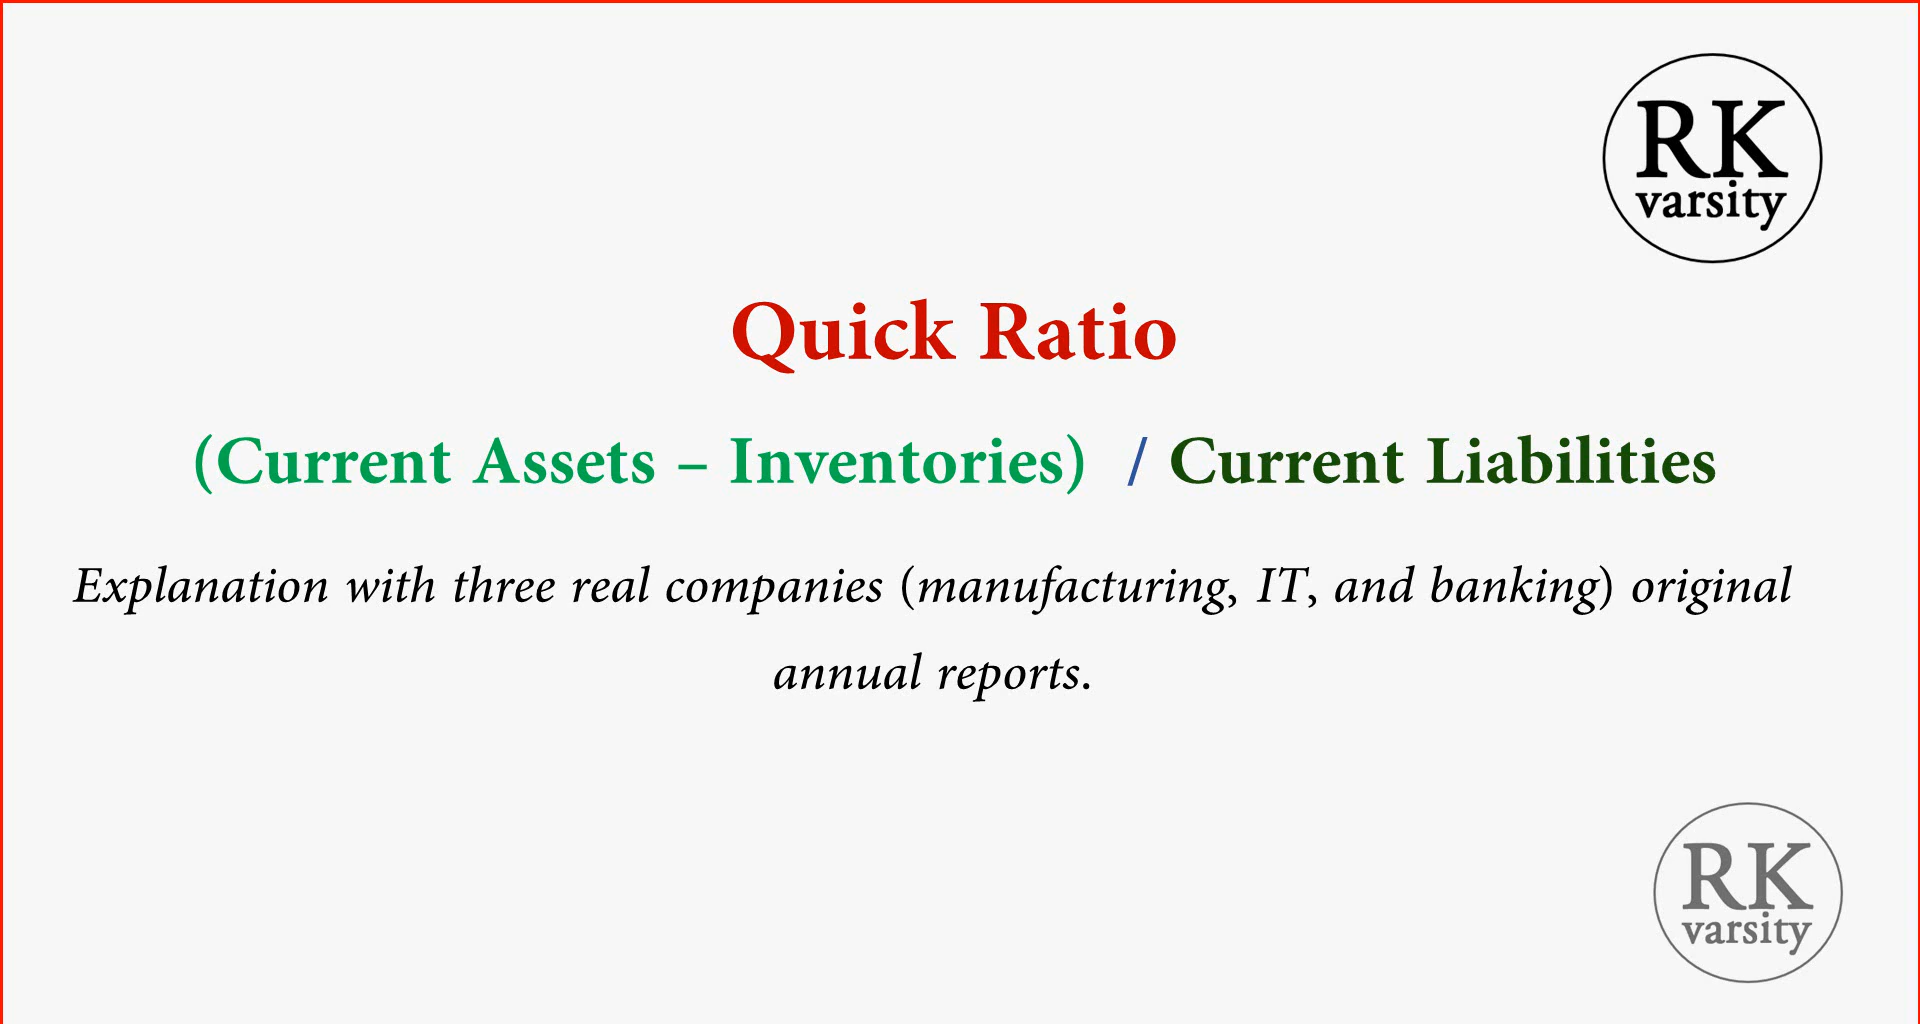 RK
varsity
Quick Ratio
(Current Assets – Inventories) / Current Liabilities
Explanation with three real companies (manufacturing, IT, and banking) original
annual reports.
RK
varsity